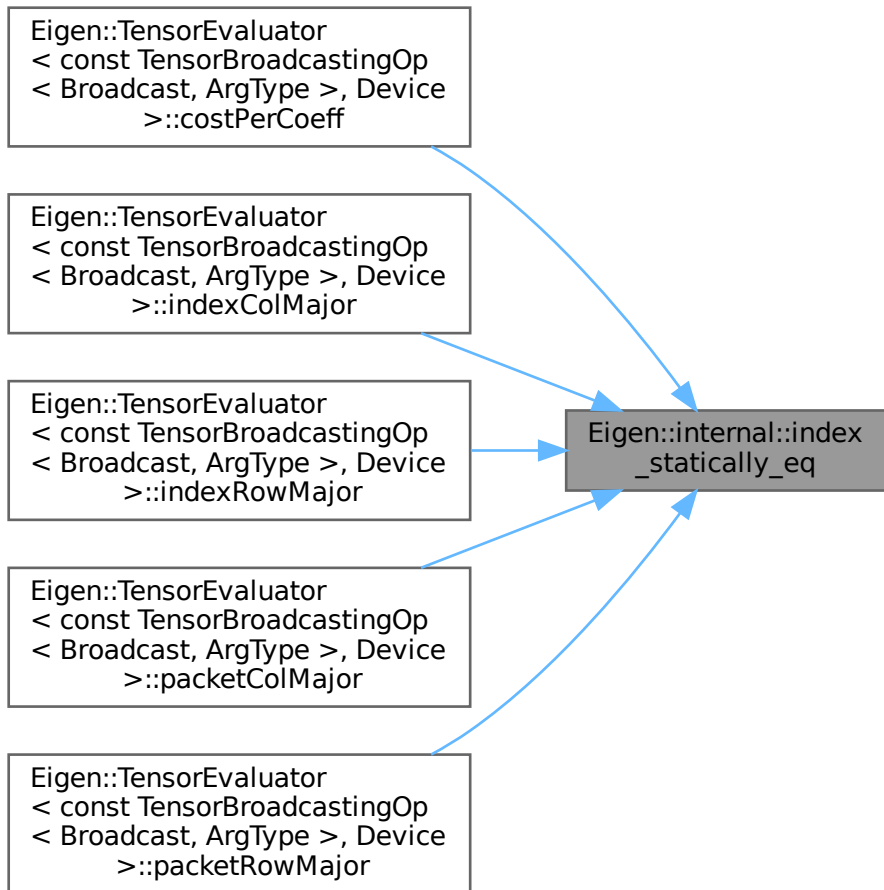 Eigen::TensorEvaluator
< const TensorBroadcastingOp
< Broadcast, ArgType >, Device
>::costPerCoeff
Eigen::TensorEvaluator
< const TensorBroadcastingOp
< Broadcast, ArgType >, Device
>::indexColMajor
Eigen::TensorEvaluator
< const TensorBroadcastingOp
< Broadcast, ArgType >, Device
>::indexRowMajor
Eigen::TensorEvaluator
< const TensorBroadcastingOp
< Broadcast, ArgType >, Device
>::packetColMajor
Eigen::TensorEvaluator
< const TensorBroadcastingOp
< Broadcast, ArgType >, Device
>::packetRowMajor
Eigen::internal::index
_statically_eq